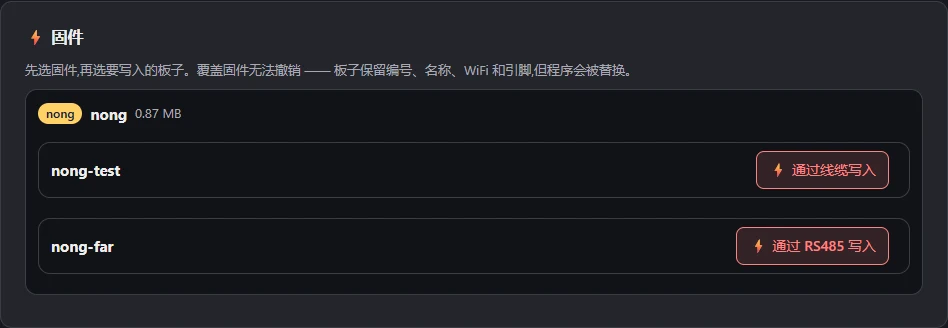 固件
先选固件,再选要写入的板子。覆盖固件无法撤销 —— 板子保留编号、名称、WiFi 和引脚,但程序会被替换。
nong nong 0.87 MB
nong-test 通过线缆写入
nong-far 通过 RS485 写入